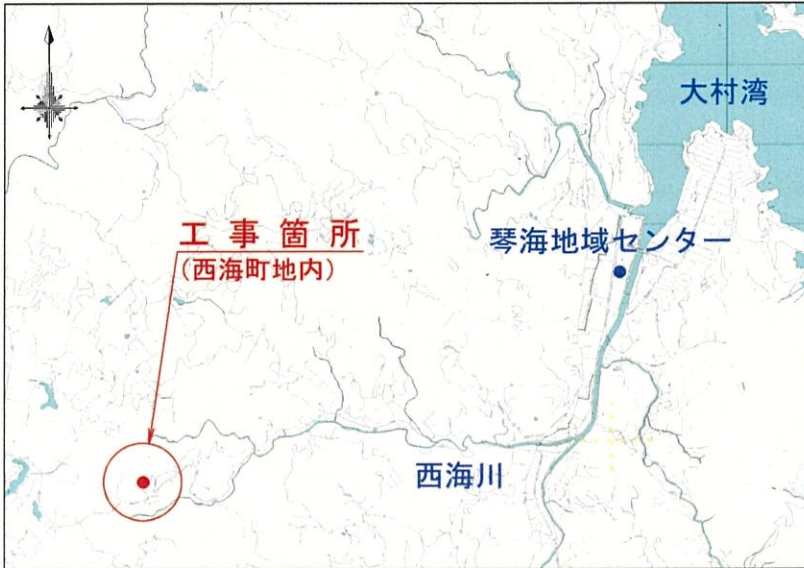 大村湾
工事箇所
(西海町地内)
琴海地域センター
西海川